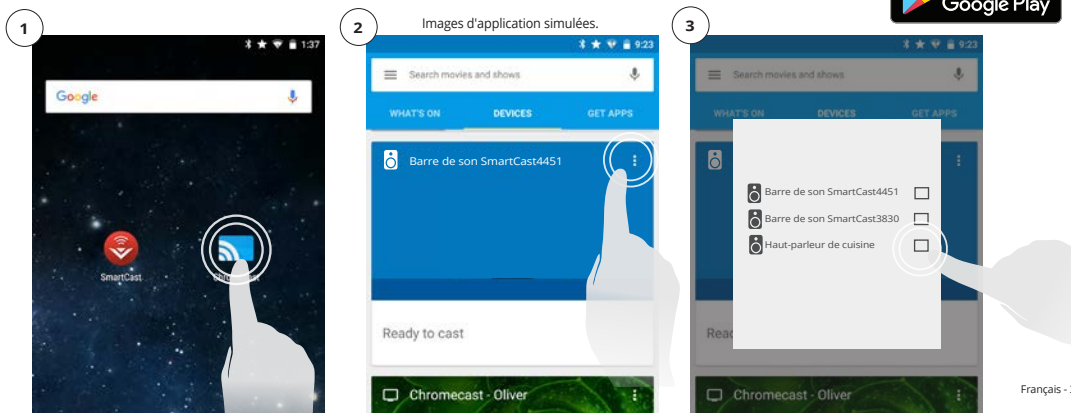 Google Play
1
2
Images d'application simulées.
3
1:37
Google
SmartCast
9:23
Search movies and shows
WHAT'S ON DEVICES GET APPS
Barre de son SmartCast4451
Ready to cast
Chromecast - Oliver
9:23
Search movies and shows
WHAT'S ON DEVICES GET APPS
Barre de son SmartCast4451
Barre de son SmartCast3830
Haut-parleur de cuisine
Chromecast - Oliver
Français -